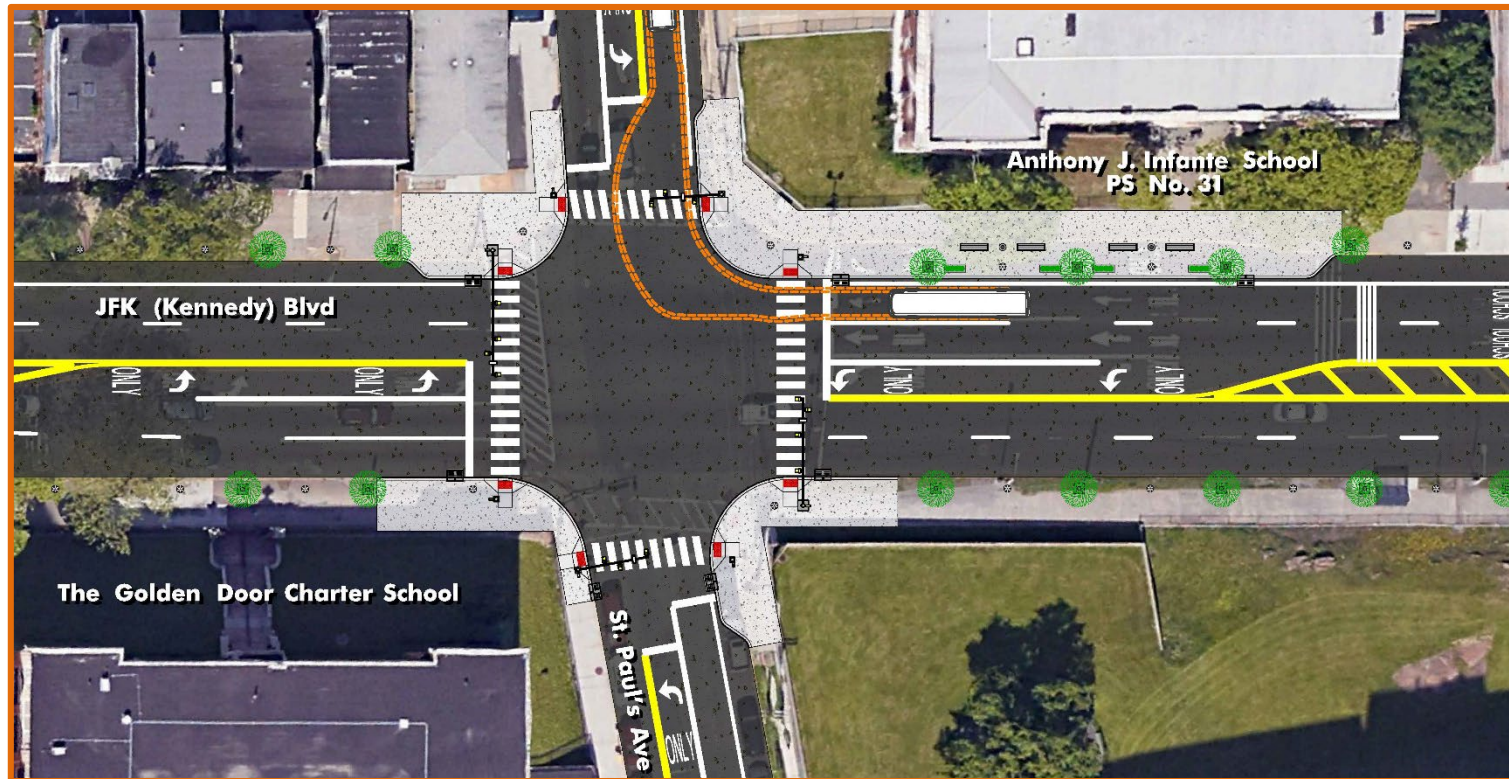 Anthony J. Infante School
PS No. 31
JFK (Kennedy) Blvd
ONLY
ONLY
ONLY
ONLY
The Golden Door Charter School
St. Paul's Ave
ONLY